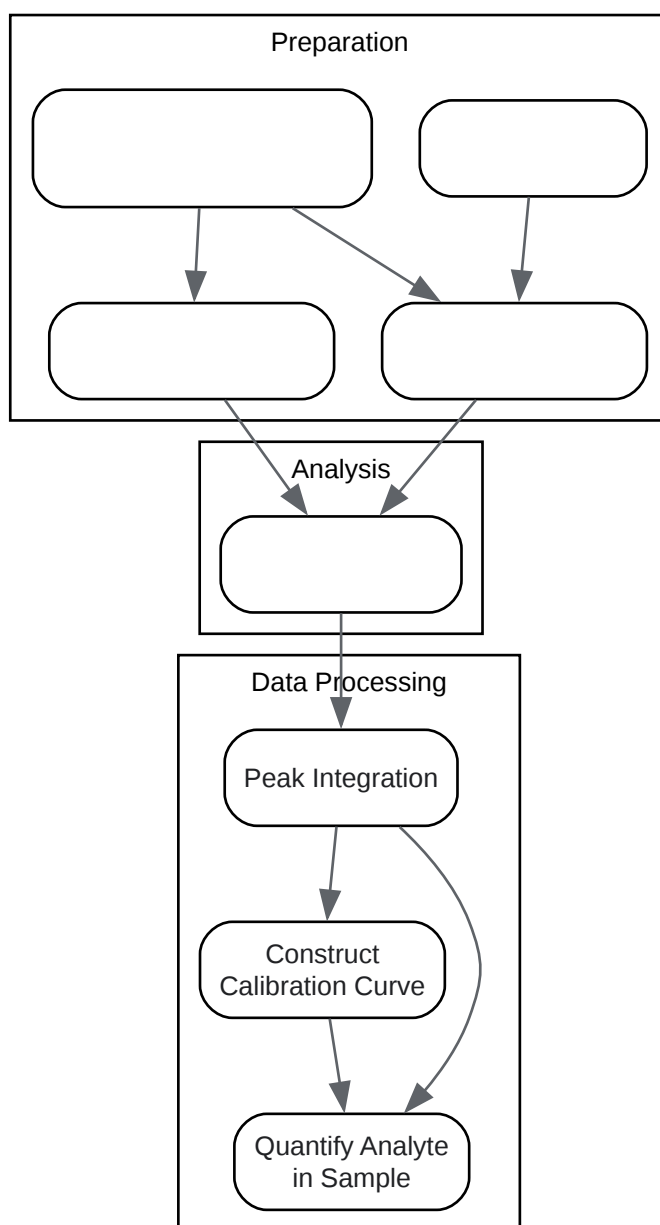 Preparation
Analysis
Data Processing
Peak Integration
Construct
Calibration Curve
Quantify Analyte
in Sample